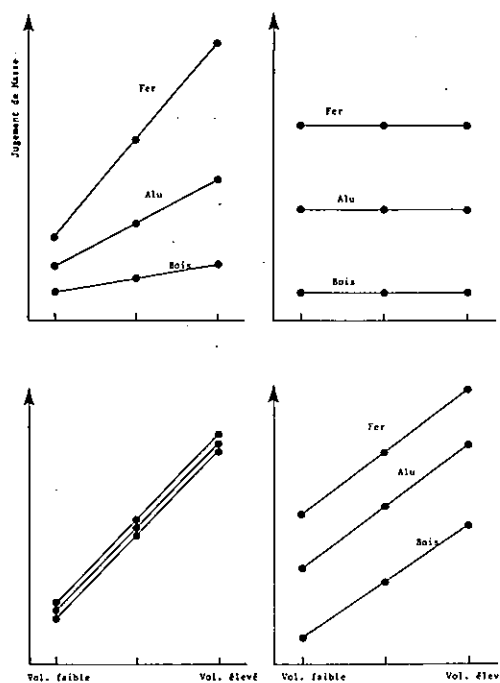 Jugement de Masse
Fer
Alu
Bois
Fer
Alu
Bois
Fer
Alu
Bois
Vol. faible
Vol. élevé
Vol. faible
Vol. élevé